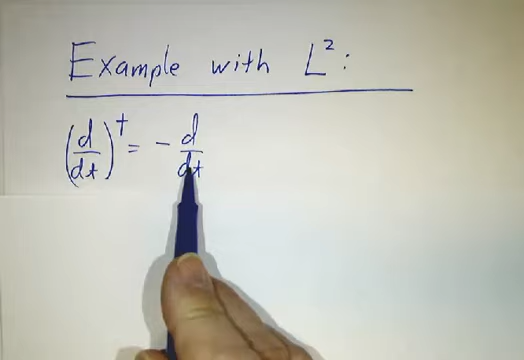 Example with L²:
(d/dt)† = - d/dt